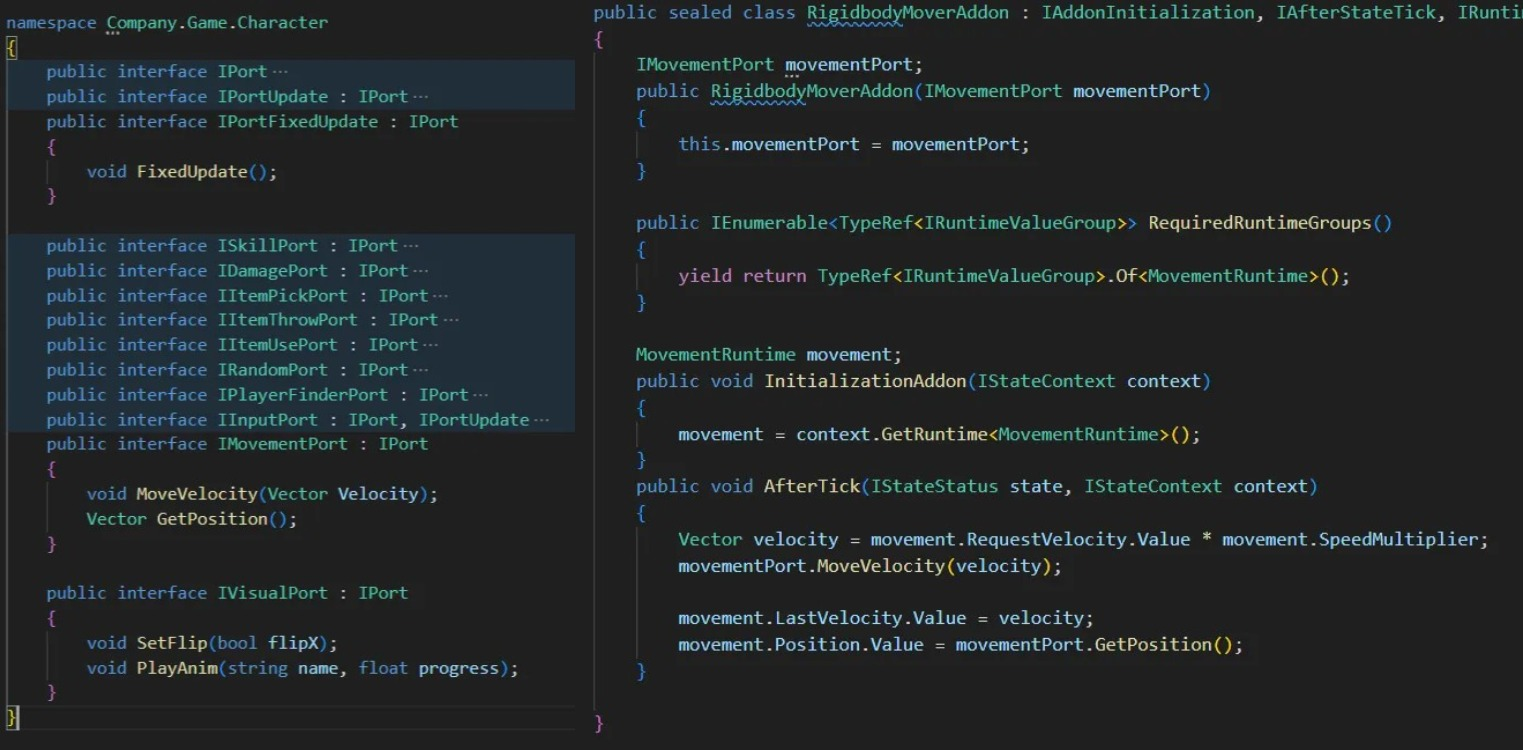 namespace Company.Game.Character
{
    public interface IPort ...
    public interface IPortUpdate : IPort ...
    public interface IPortFixedUpdate : IPort
    {
        void FixedUpdate();
    }

    public interface ISkillPort : IPort ...
    public interface IDamagePort : IPort ...
    public interface IItemPickPort : IPort ...
    public interface IItemThrowPort : IPort ...
    public interface IItemUsePort : IPort ...
    public interface IRandomPort : IPort ...
    public interface IPlayerFinderPort : IPort ...
    public interface IInputPort : IPort, IPortUpdate ...
    public interface IMovementPort : IPort
    {
        void MoveVelocity(Vector Velocity);
        Vector GetPosition();
    }

    public interface IVisualPort : IPort
    {
        void SetFlip(bool flipX);
        void PlayAnim(string name, float progress);
    }
}
public sealed class RigidbodyMoverAddon : IAddonInitialization, IAfterStateTick, IRunti
{
    IMovementPort movementPort;
    public RigidbodyMoverAddon(IMovementPort movementPort)
    {
        this.movementPort = movementPort;
    }

    public IEnumerable<TypeRef<IRuntimeValueGroup>> RequiredRuntimeGroups()
    {
        yield return TypeRef<IRuntimeValueGroup>.Of<MovementRuntime>();
    }

    MovementRuntime movement;
    public void InitializationAddon(IStateContext context)
    {
        movement = context.GetRuntime<MovementRuntime>();
    }
    public void AfterTick(IStateStatus state, IStateContext context)
    {
        Vector velocity = movement.RequestVelocity.Value * movement.SpeedMultiplier;
        movementPort.MoveVelocity(velocity);

        movement.LastVelocity.Value = velocity;
        movement.Position.Value = movementPort.GetPosition();
    }

}